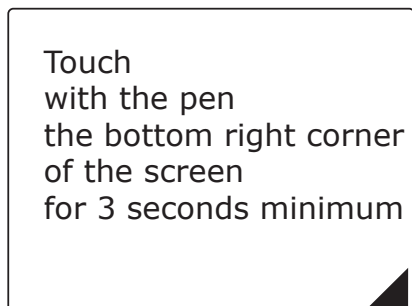 Touch
with the pen
the bottom right corner
of the screen
for 3 seconds minimum